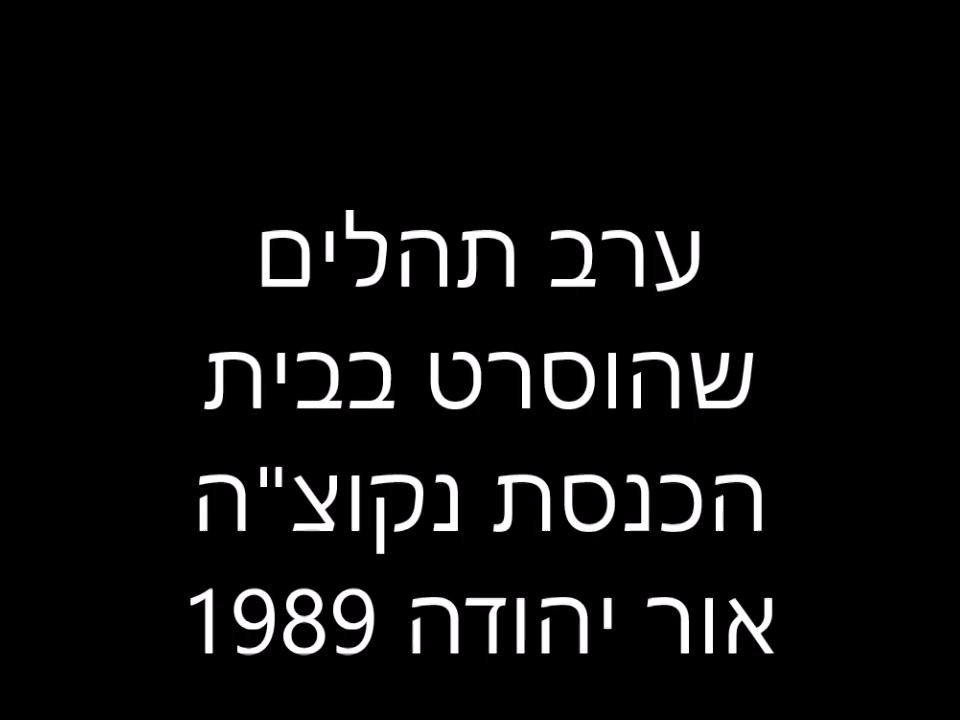 ערב תהלים
שהוסרט בבית
הכנסת נקוצ"ה
אור יהודה 1989